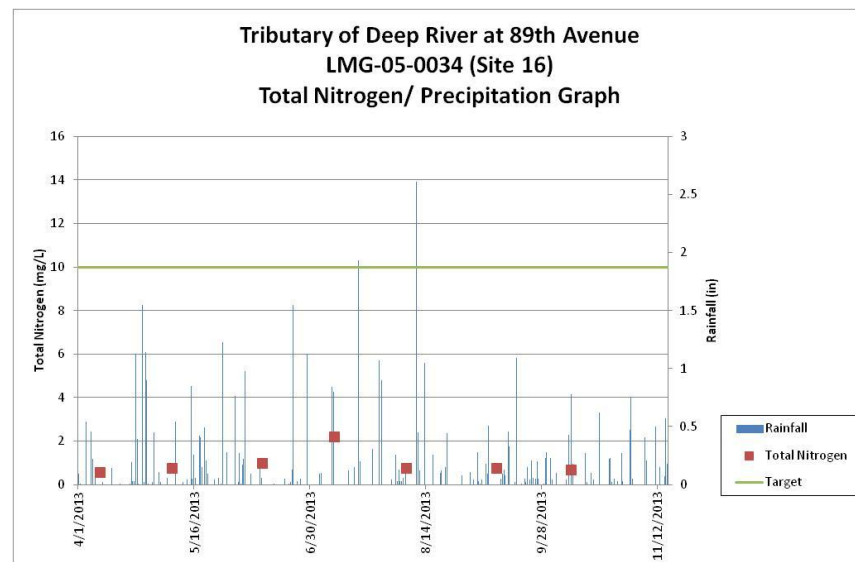 Tributary of Deep River at 89th Avenue
LMG-05-0034 (Site 16)
Total Nitrogen/ Precipitation Graph
16
14
12
10
8
6
4
2
0
Total Nitrogen (mg/L)
3
2.5
2
1.5
1
0.5
0
Rainfall (in)
4/1/2013
5/16/2013
6/30/2013
8/14/2013
9/28/2013
11/12/2013
Rainfall
Total Nitrogen
Target